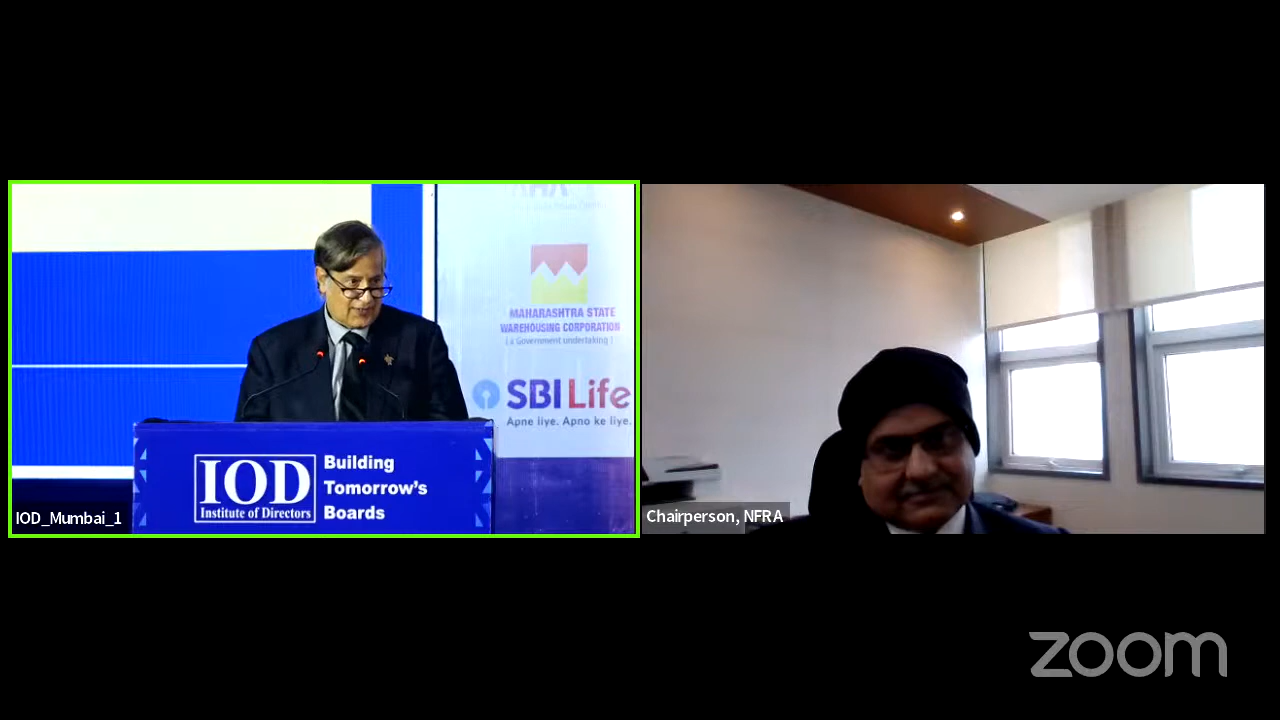 MAHARASHTRA STATE
WAREHOUSING CORPORATION
( a Government undertaking )
SBI Life
Apne liye. Apno ke liye.
IOD
Institute of Directors
Building
Tomorrow's
Boards
IOD_Mumbai_1
Chairperson, NFRA
zoom